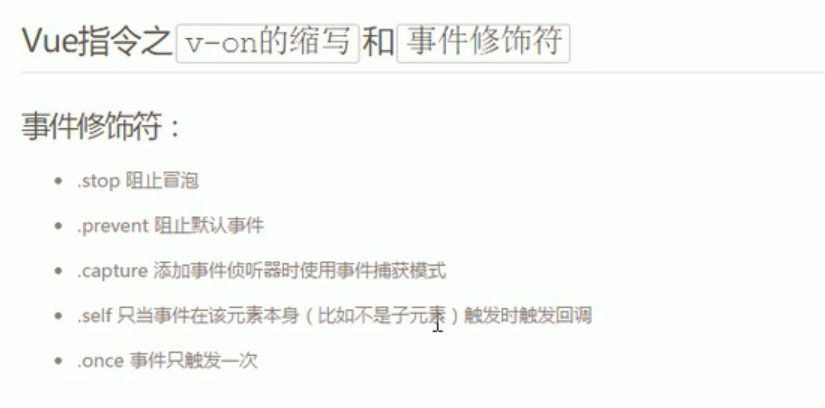 Vue指令之v-on的缩写和事件修饰符
事件修饰符：
.stop 阻止冒泡
.prevent 阻止默认事件
.capture 添加事件侦听器时使用事件捕获模式
.self 只当事件在该元素本身（比如不是子元素）触发时触发回调
.once 事件只触发一次